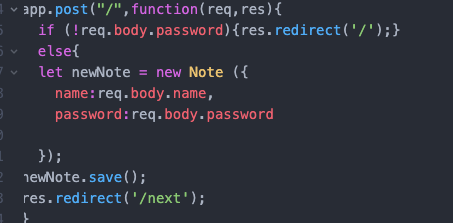 app.post("/",function(req,res){
if (!req.body.password){res.redirect('/');}
else{
let newNote = new Note ({
name:req.body.name,
password:req.body.password
});
newNote.save();
res.redirect('/next');
}